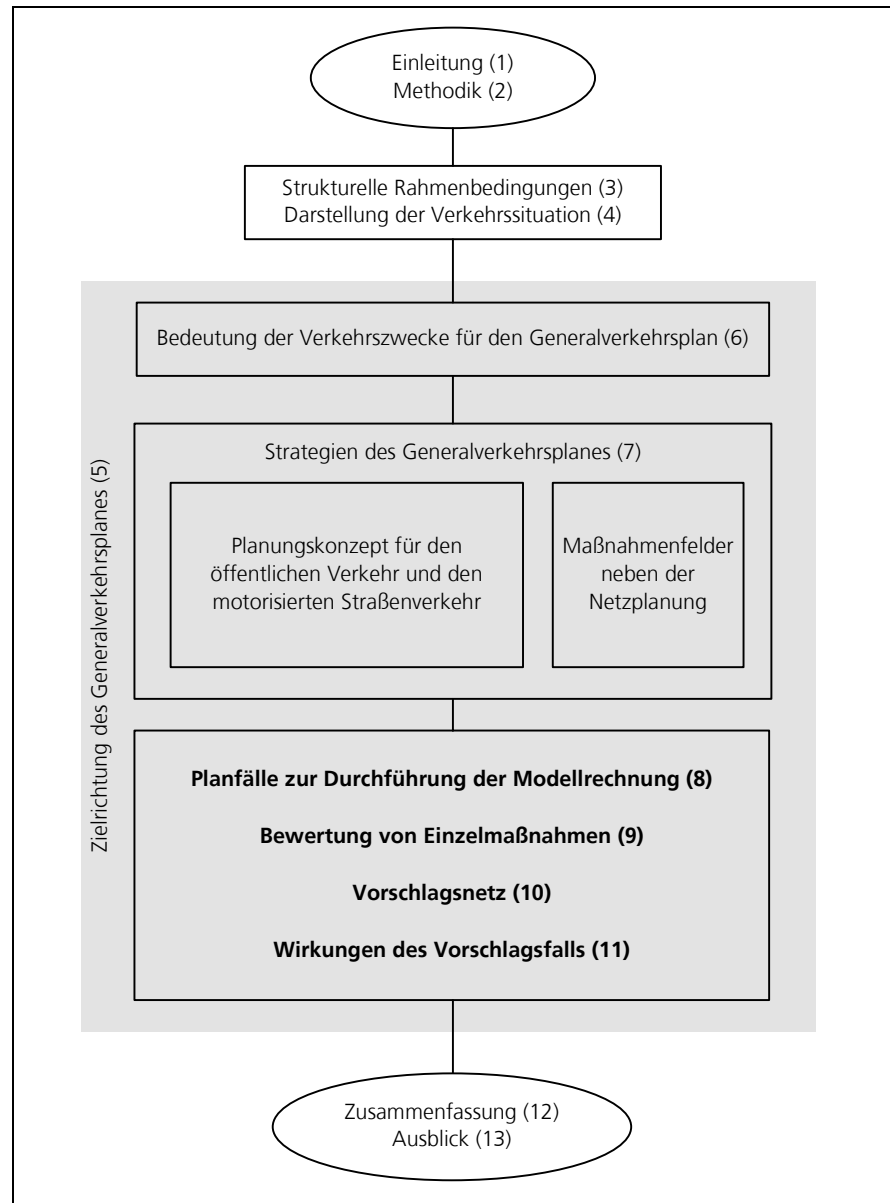 Einleitung (1)
Methodik (2)
Strukturelle Rahmenbedingungen (3)
Darstellung der Verkehrssituation (4)
Zielrichtung des Generalverkehrsplanes (5)
Bedeutung der Verkehrszwecke für den Generalverkehrsplan (6)
Strategien des Generalverkehrsplanes (7)
Planungskonzept für den
öffentlichen Verkehr und den
motorisierten Straßenverkehr
Maßnahmenfelder
neben der
Netzplanung
Planfälle zur Durchführung der Modellrechnung (8)
Bewertung von Einzelmaßnahmen (9)
Vorschlagsnetz (10)
Wirkungen des Vorschlagsfalls (11)
Zusammenfassung (12)
Ausblick (13)